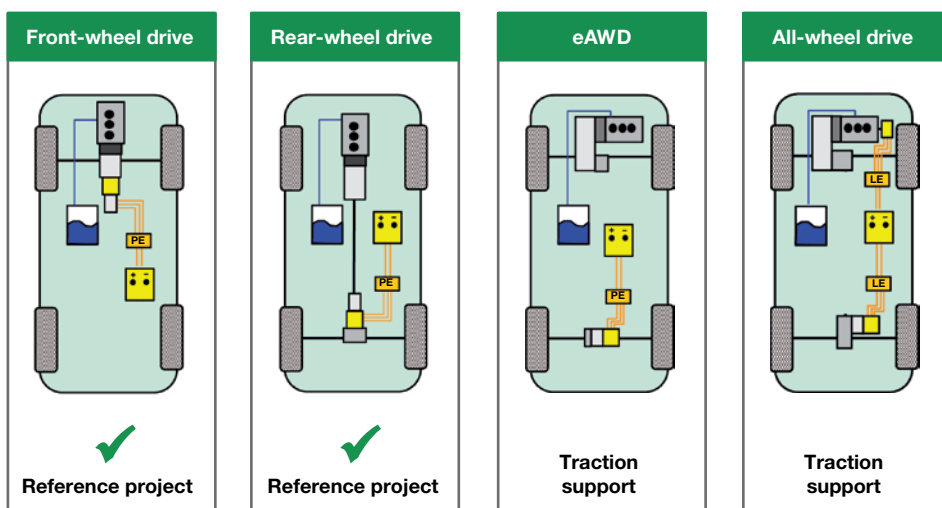 Front-wheel drive
Rear-wheel drive
eAWD
All-wheel drive
PE
+ -
+ -
PE
+ -
PE
LE
+ -
LE
Reference project
Reference project
Traction
support
Traction
support